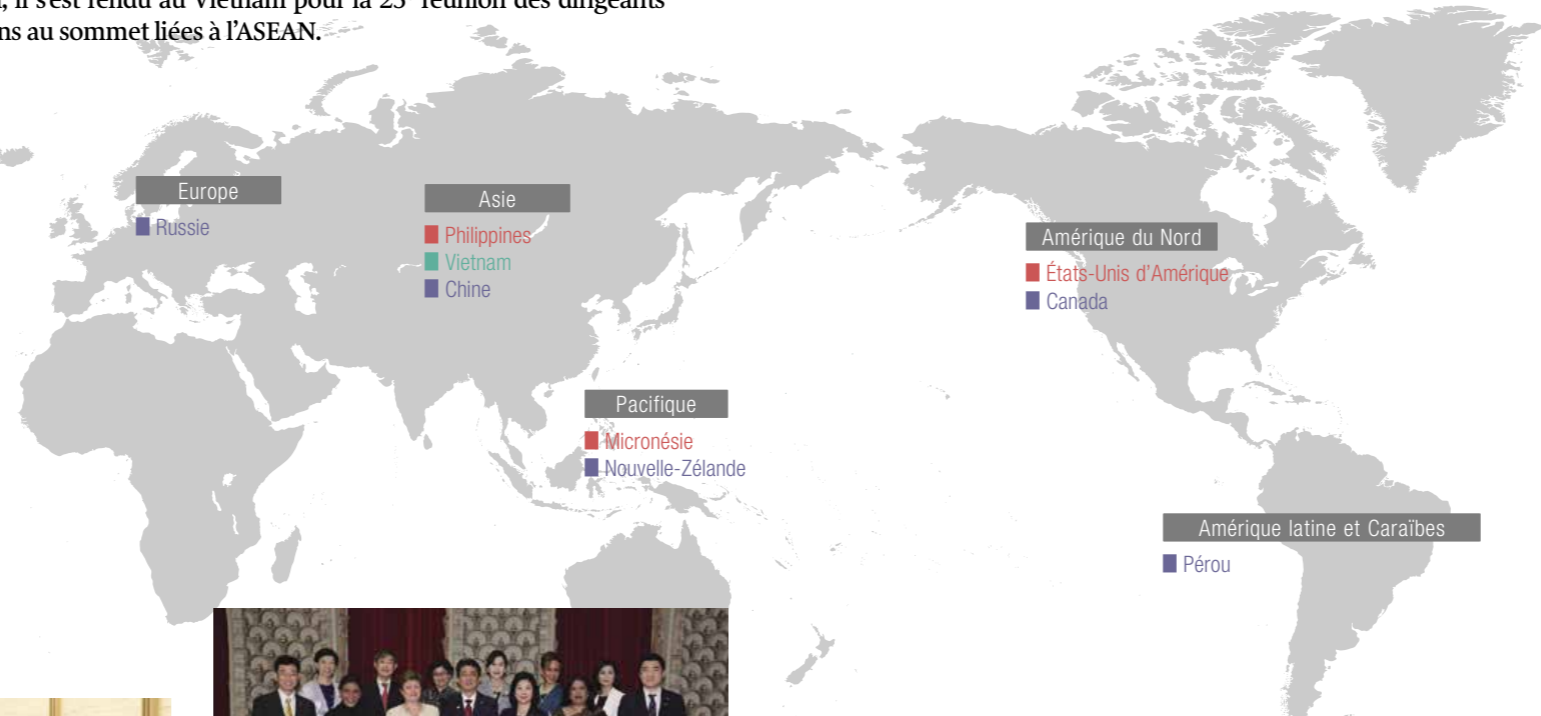 il s'est rendu au Vietnam pour la 25e réunion des dirigeants
ns au sommet liées à l'ASEAN.
Europe
Russie
Asie
Philippines
Vietnam
Chine
Pacifique
Micronésie
Nouvelle-Zélande
Amérique du Nord
États-Unis d'Amérique
Canada
Amérique latine et Caraïbes
Pérou